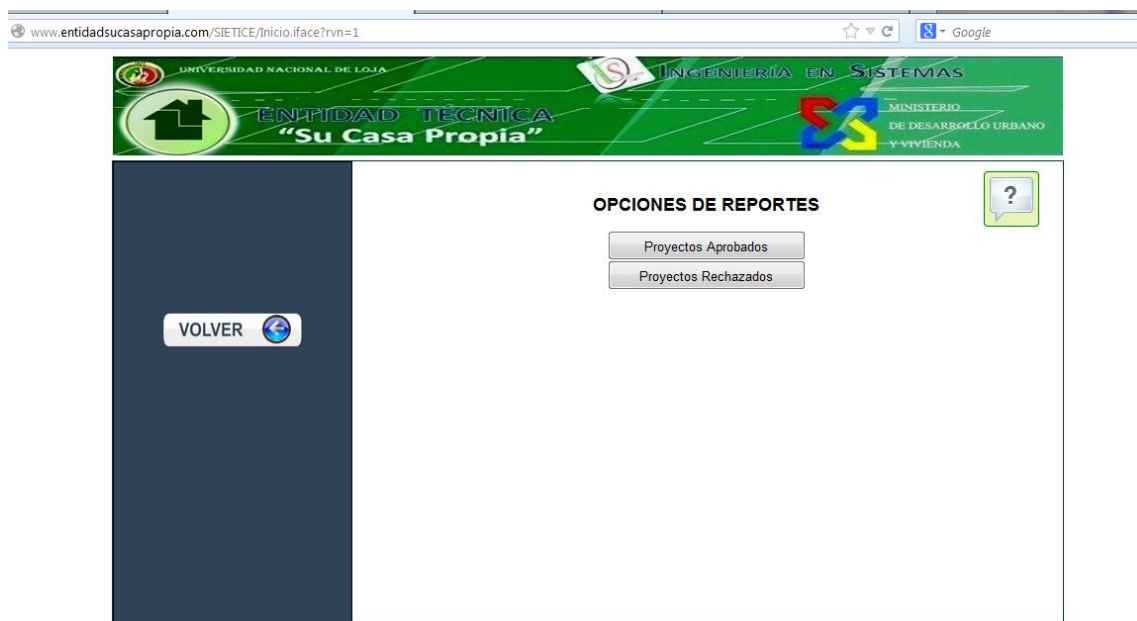 www.entidadsucasapropia.com/SIETICE/Inicio.iface?rvn=1
Google
UNIVERSIDAD NACIONAL DE LOJA
INGENIERÍA EN SISTEMAS
ENTIDAD TÉCNICA
"Su Casa Propia"
MINISTERIO
DE DESARROLLO URBANO
Y VIVIENDA
OPCIONES DE REPORTES
?
Proyectos Aprobados
Proyectos Rechazados
VOLVER